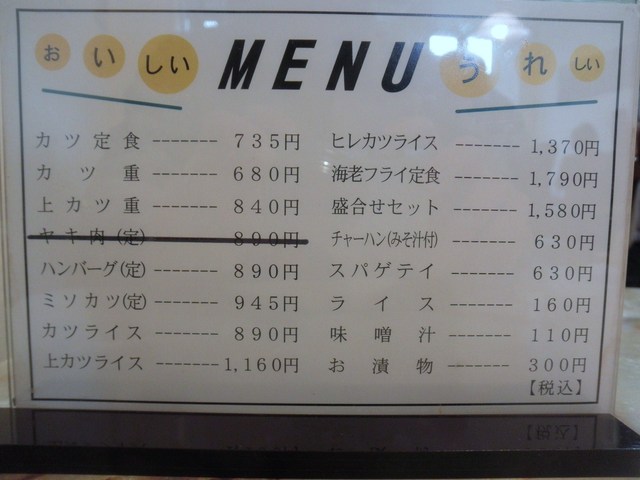 おいしい MENU うれしい
カツ定食 ------- 735円
カツ重 ------- 680円
上カツ重 ------- 840円
ヤキ肉(定) ------- 890円
ハンバーグ(定) ------- 890円
ミソカツ(定) ------- 945円
カツライス ------- 890円
上カツライス ------- 1,160円
ヒレカツライス ------- 1,370円
海老フライ定食 ------- 1,790円
盛合せセット ------- 1,580円
チャーハン(みそ汁付) ------- 630円
スパゲテイ ------- 630円
ライス ------- 160円
味噌汁 ------- 110円
お漬物 ------- 300円
【税込】